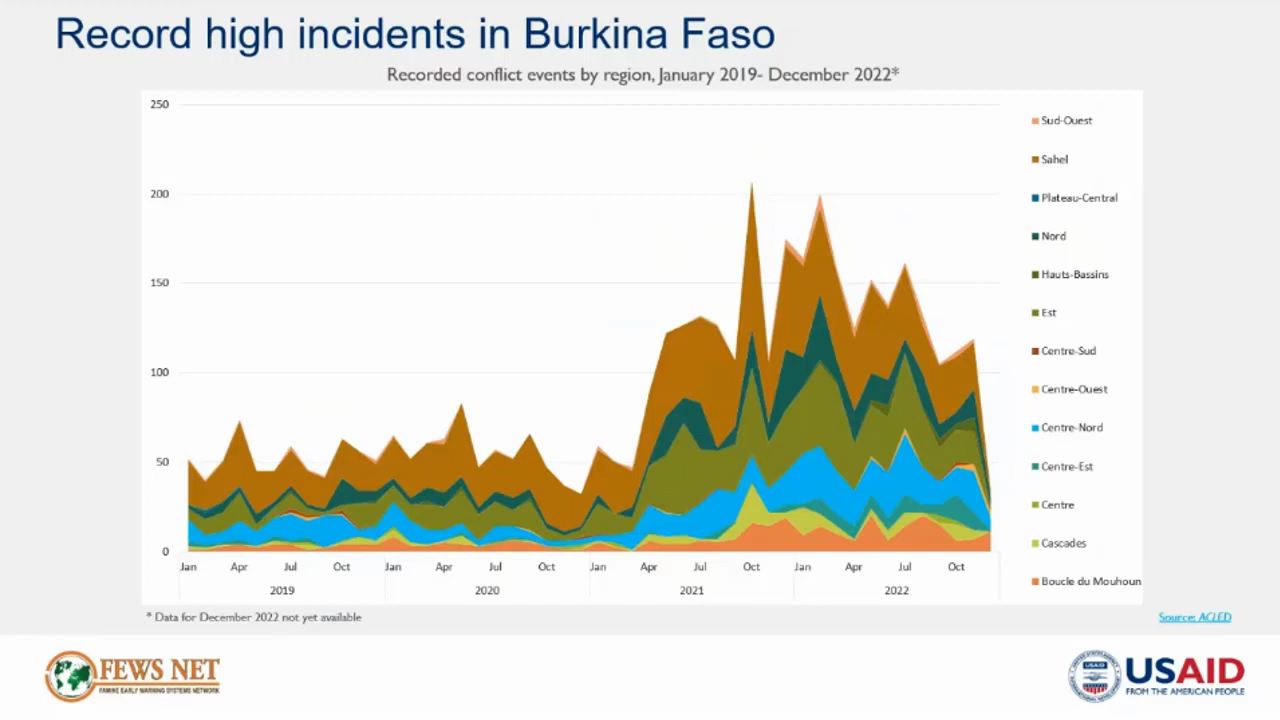 Record high incidents in Burkina Faso
Recorded conflict events by region, January 2019- December 2022*
250
200
150
100
50
0
Jan Apr Jul Oct Jan Apr Jul Oct Jan Apr Jul Oct Jan Apr Jul Oct
2019 2020 2021 2022
Sud-Ouest
Sahel
Plateau-Central
Nord
Hauts-Bassins
Est
Centre-Sud
Centre-Ouest
Centre-Nord
Centre-Est
Centre
Cascades
Boucle du Mouhoun
* Data for December 2022 not yet available
Source: ACLED
FEWS NET
FAMINE EARLY WARNING SYSTEMS NETWORK
USAID
USAID
FROM THE AMERICAN PEOPLE